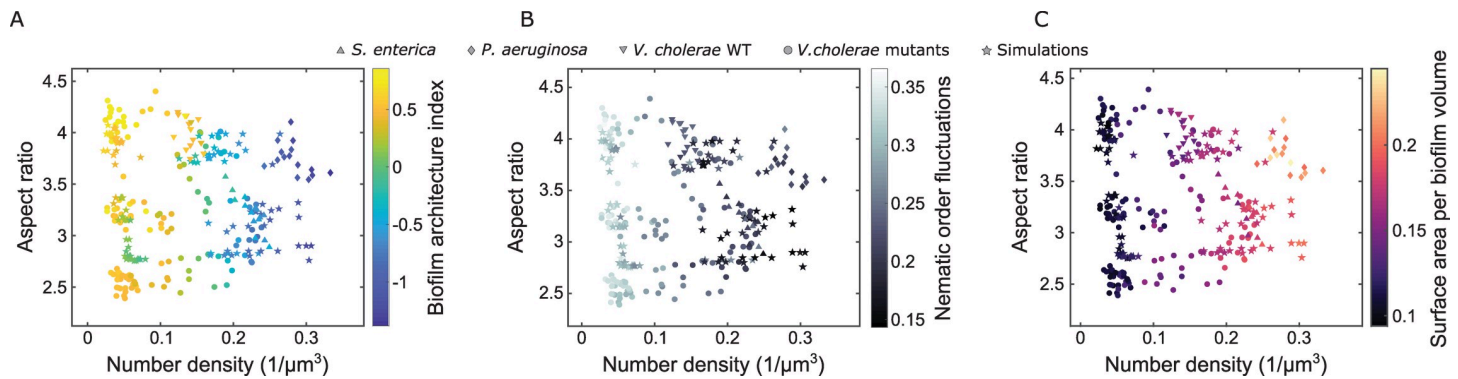 A
B
C
S. enterica
P. aeruginosa
V. cholerae WT
V.cholerae mutants
Simulations
Aspect ratio
4.5
4
3.5
3
2.5
0
0.1
0.2
0.3
Number density (1/μm³)
0.5
0
−0.5
−1
Biofilm architecture index
Aspect ratio
4.5
4
3.5
3
2.5
0
0.1
0.2
0.3
Number density (1/μm³)
0.35
0.3
0.25
0.2
0.15
Nematic order fluctuations
Aspect ratio
4.5
4
3.5
3
2.5
0
0.1
0.2
0.3
Number density (1/μm³)
0.2
0.15
0.1
Surface area per biofilm volume